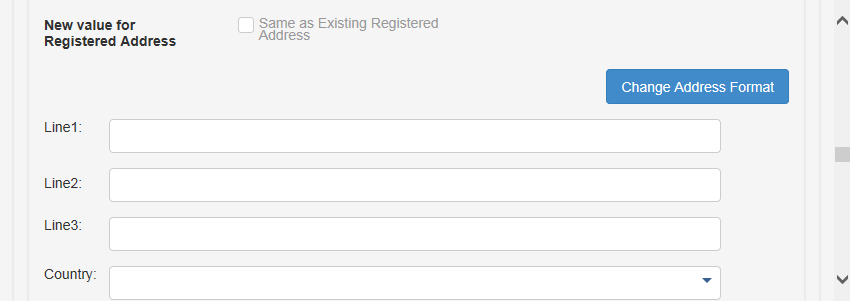 New value for
Registered Address
Same as Existing Registered
Address
Change Address Format
Line1:
Line2:
Line3:
Country: